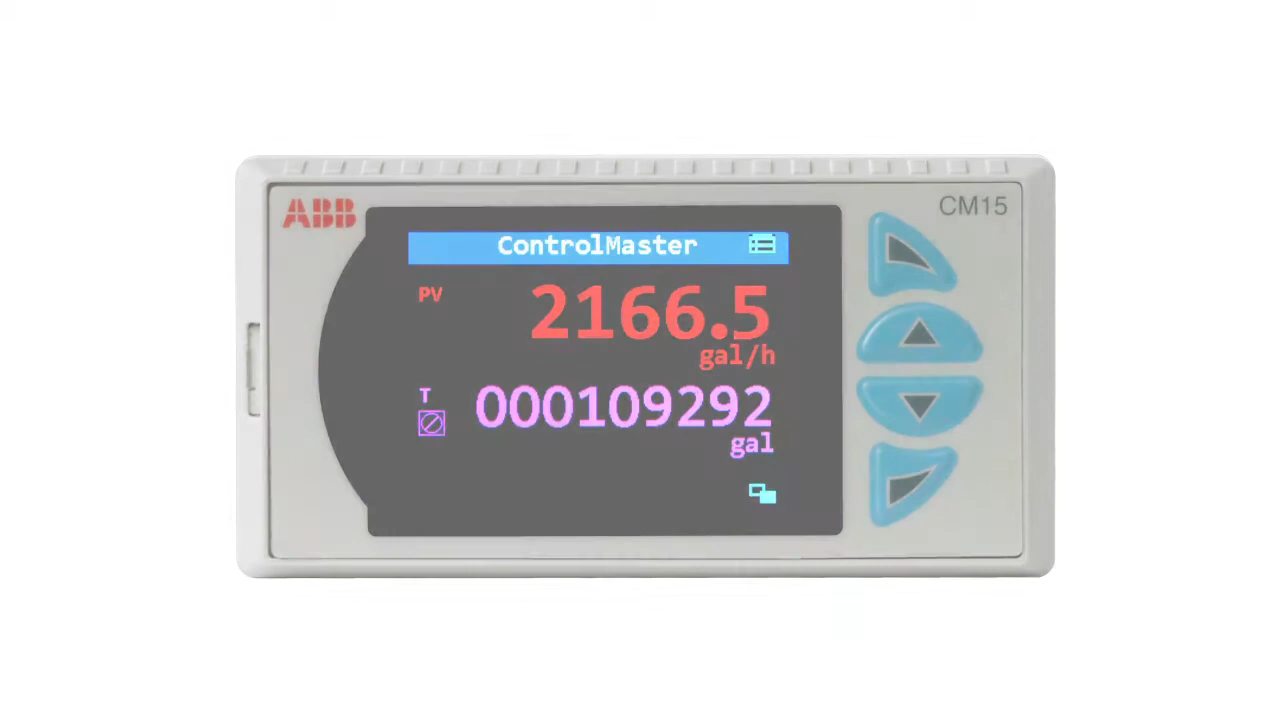 ABB
CM15
ControlMaster
PV
2166.5
gal/h
T
000109292
gal